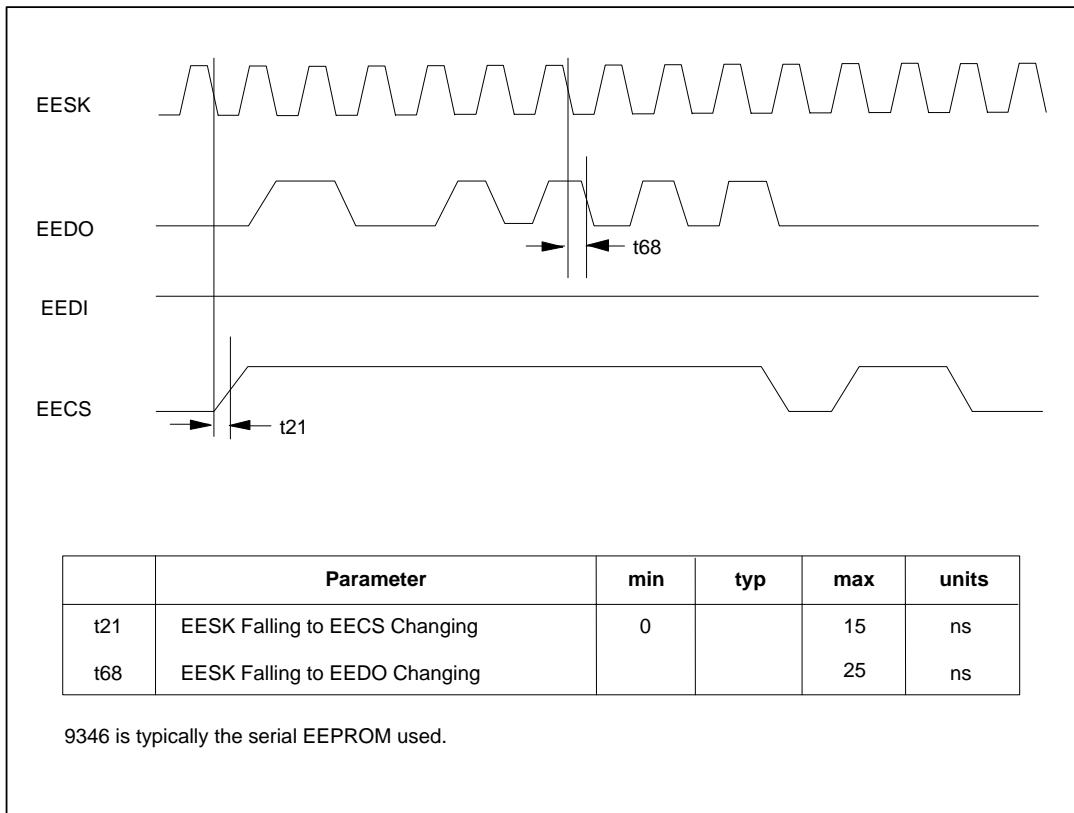 EESK
EEDO
t68
EEDI
EECS
t21
Parameter min typ max units
t21 EESK Falling to EECS Changing 0 15 ns
t68 EESK Falling to EEDO Changing 25 ns
9346 is typically the serial EEPROM used.